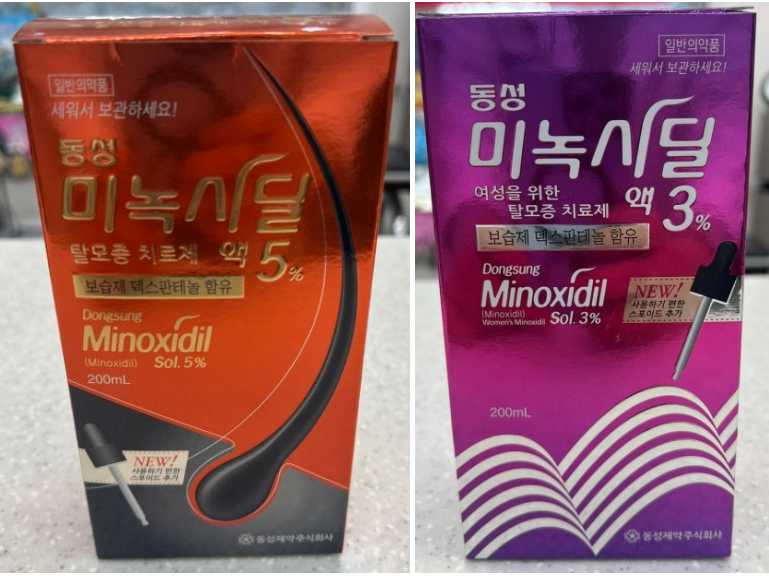 일반의약품
세워서 보관하세요!
동성
미녹시딜
탈모증 치료제 액 5%
보습제 덱스판테놀 함유
Dongsung
Minoxidil
(Minoxidil) Sol. 5%
200mL
NEW!
사용하기 편한
스포이드 추가
동성제약주식회사
일반의약품
세워서 보관하세요!
동성
미녹시딜
여성을 위한
탈모증 치료제 액 3%
보습제 덱스판테놀 함유
Dongsung
Minoxidil
(Minoxidil)
Women's Minoxidil Sol. 3%
NEW!
사용하기 편한
스포이드 추가
200mL
동성제약주식회사